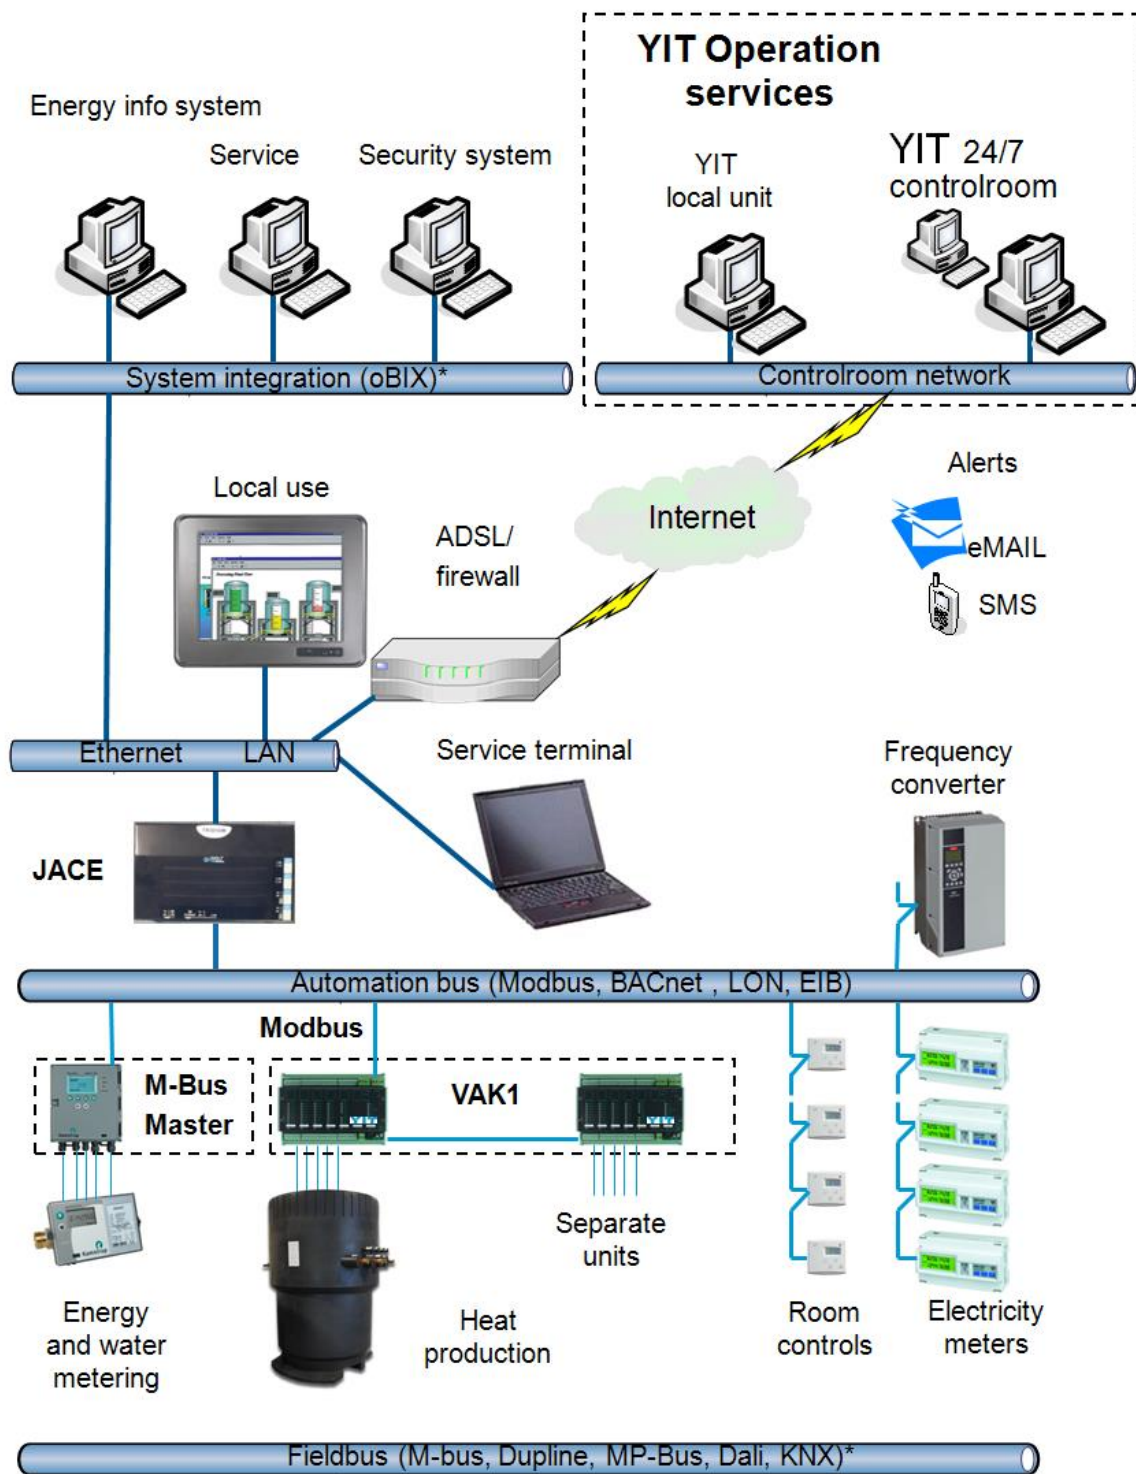 YIT Operation
services
Energy info system
Service
Security system
YIT
local unit
YIT 24/7
controlroom
System integration (oBIX)*
Controlroom network
Local use
ADSL/
firewall
Internet
Alerts
eMAIL
SMS
Ethernet
LAN
Service terminal
Frequency
converter
JACE
Automation bus (Modbus, BACnet , LON, EIB)
Modbus
M-Bus
Master
VAK1
YIT
YIT
Separate
units
Energy
and water
metering
Heat
production
Room
controls
Electricity
meters
Fieldbus (M-bus, Dupline, MP-Bus, Dali, KNX)*